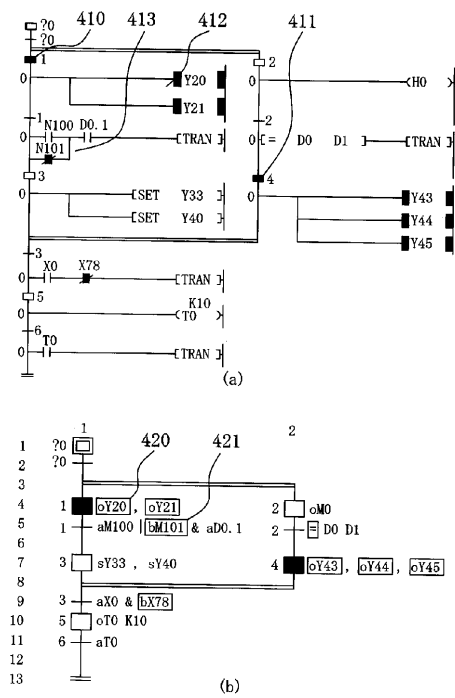 410 413 412 411
?0
?0
1 2
0 Y20 0 H0
Y21
1 2
N100 D0.1
0 TRAN 0 = D0 D1 TRAN
N101
3 4
0 SET Y33 0 Y43
SET Y40 Y44
Y45
3
X0 X78
0 TRAN
5
K10
0 T0
6
T0
0 TRAN
(a)
1 420 421 2
1 ?0
2 ?0
3
4 1 oY20 , oY21 2 oM0
5 1 aM100 | bM101 & aD0.1 2 = D0 D1
6
7 3 sY33 , sY40 4 oY43 , oY44 , oY45
8
9 3 aX0 & bX78
10 5 oT0 K10
11 6 aT0
12
13
(b)